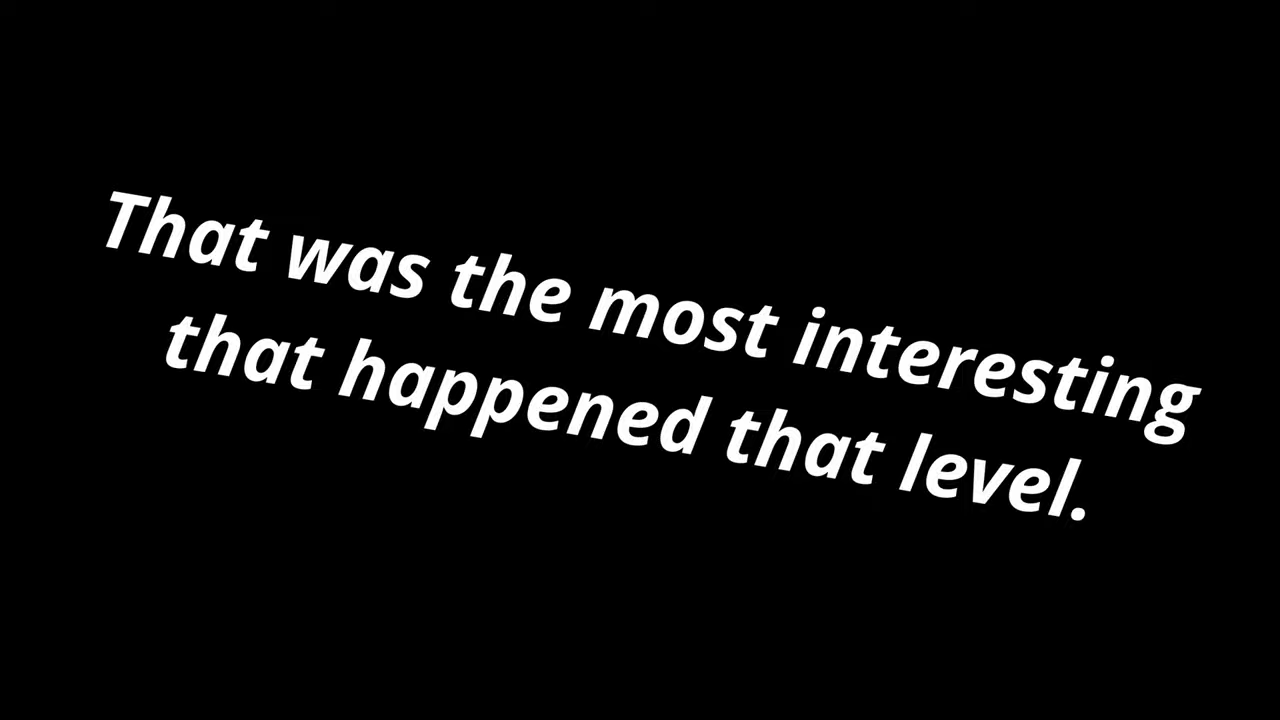 That was the most interesting
that happened that level.